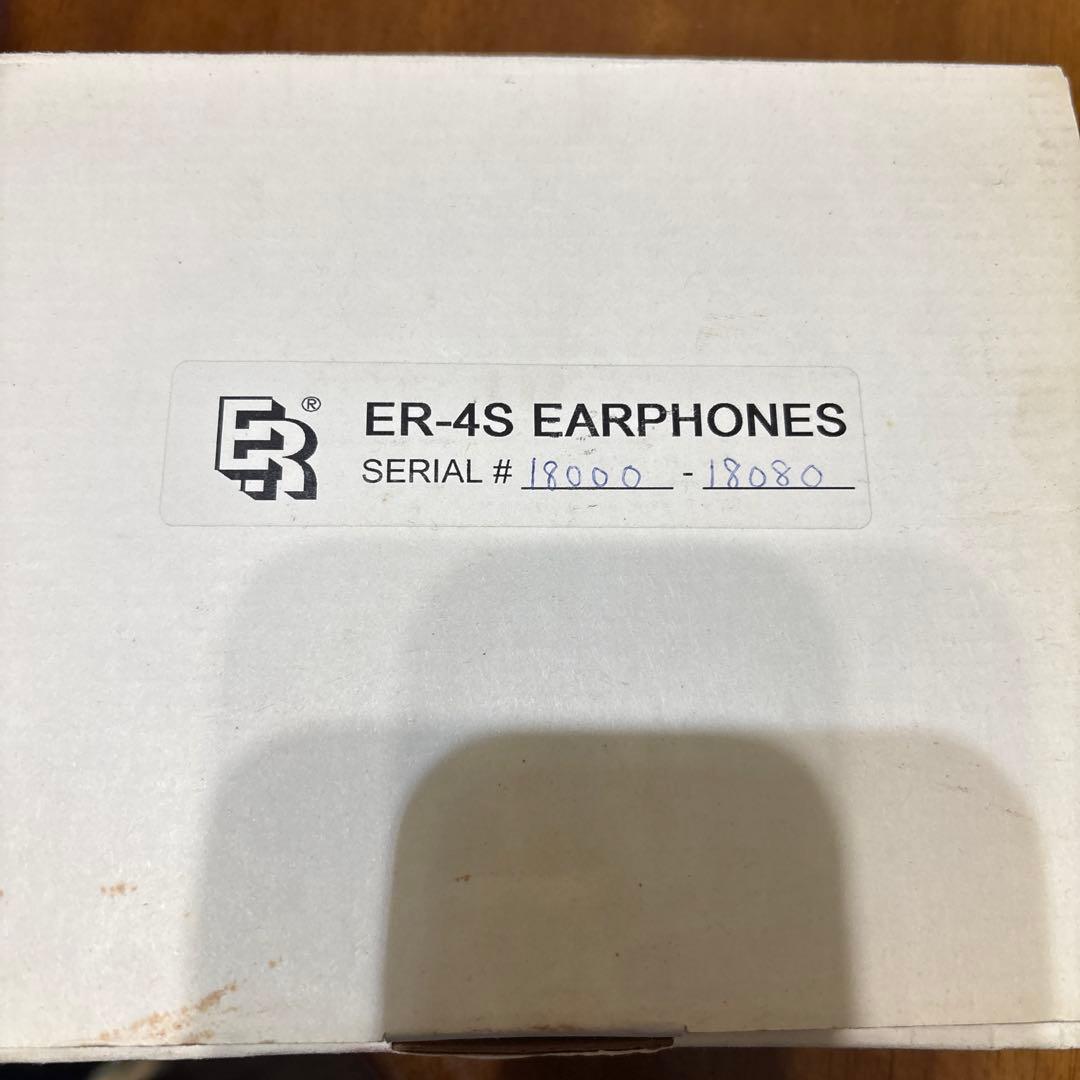 ER® ER-4S EARPHONES
SERIAL # 18000 - 18080